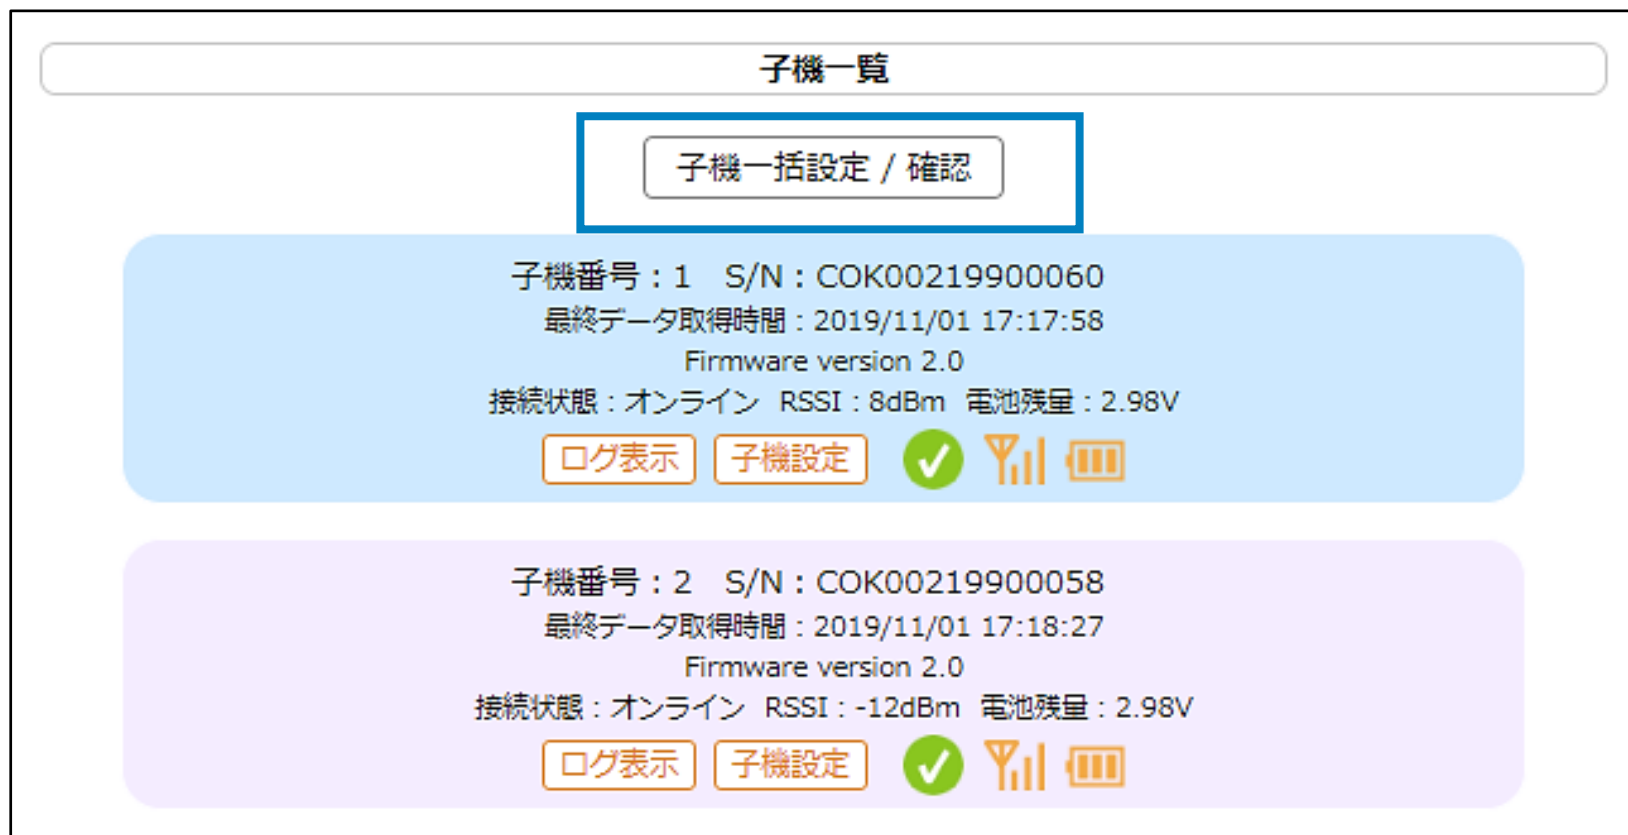 子機一覧
子機一括設定 / 確認
子機番号：1　S/N：COK00219900060
最終データ取得時間：2019/11/01 17:17:58
Firmware version 2.0
接続状態：オンライン RSSI：8dBm 電池残量：2.98V
ログ表示 子機設定
子機番号：2　S/N：COK00219900058
最終データ取得時間：2019/11/01 17:18:27
Firmware version 2.0
接続状態：オンライン RSSI：-12dBm 電池残量：2.98V
ログ表示 子機設定